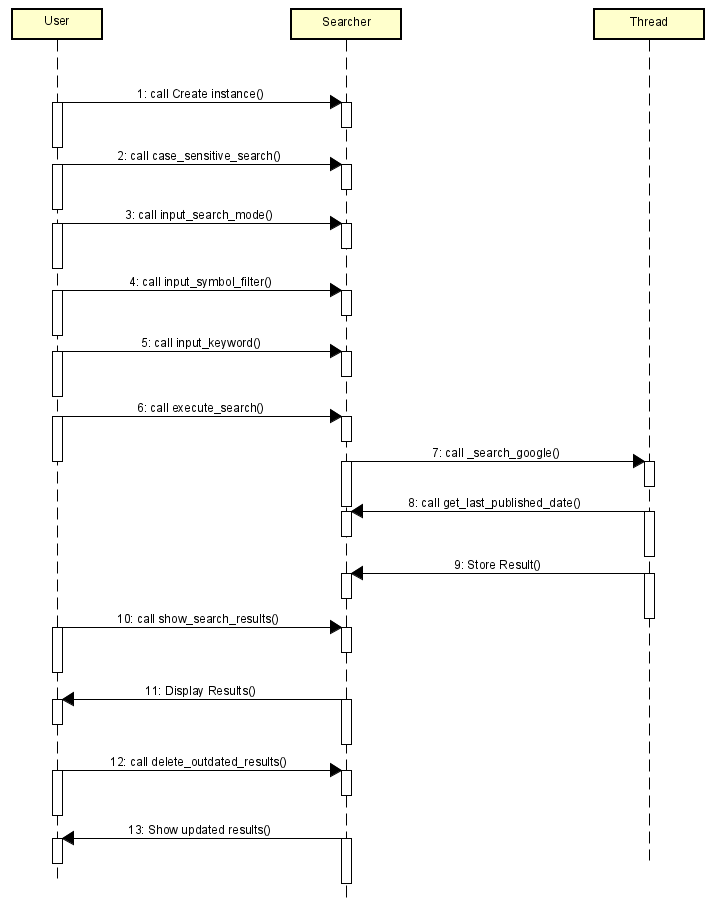 User
Searcher
Thread
1: call Create instance()
2: call case_sensitive_search()
3: call input_search_mode()
4: call input_symbol_filter()
5: call input_keyword()
6: call execute_search()
7: call _search_google()
8: call get_last_published_date()
9: Store Result()
10: call show_search_results()
11: Display Results()
12: call delete_outdated_results()
13: Show updated results()